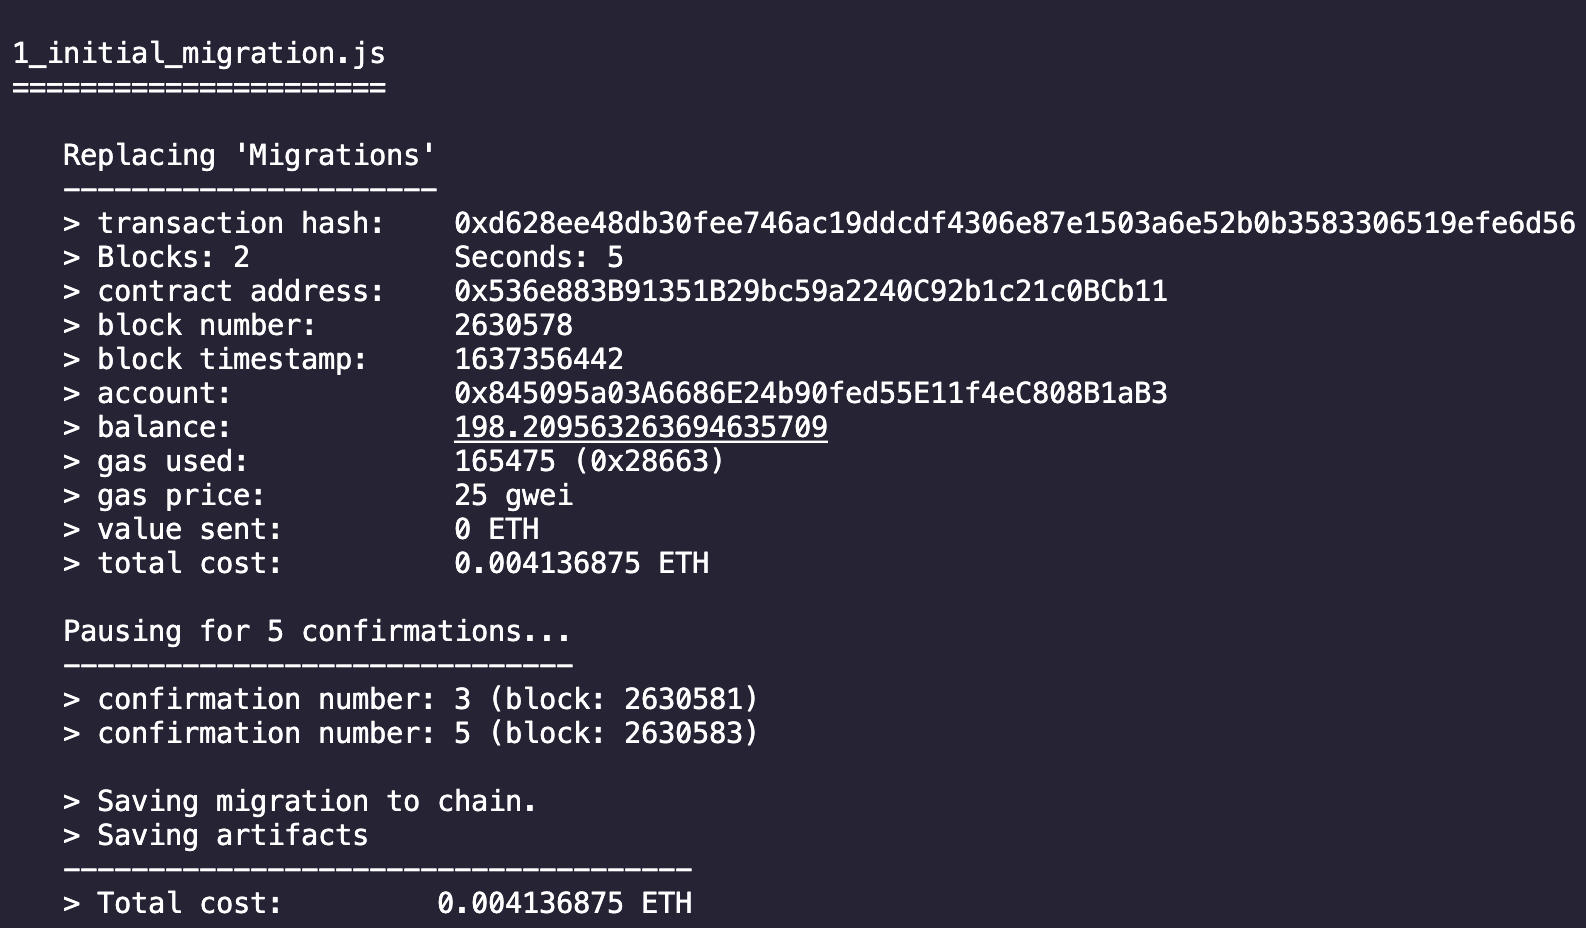 1_initial_migration.js
======================
Replacing 'Migrations'
----------------------
> transaction hash:    0xd628ee48db30fee746ac19ddcdf4306e87e1503a6e52b0b3583306519efe6d56
> Blocks: 2            Seconds: 5
> contract address:    0x536e883B91351B29bc59a2240C92b1c21c0BCb11
> block number:        2630578
> block timestamp:     1637356442
> account:             0x845095a03A6686E24b90fed55E11f4eC808B1aB3
> balance:             198.209563263694635709
> gas used:            165475 (0x28663)
> gas price:           25 gwei
> value sent:          0 ETH
> total cost:          0.004136875 ETH
Pausing for 5 confirmations...
------------------------------
> confirmation number: 3 (block: 2630581)
> confirmation number: 5 (block: 2630583)
> Saving migration to chain.
> Saving artifacts
-------------------------------------
> Total cost:         0.004136875 ETH